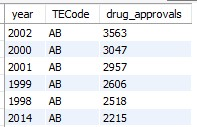 year TECode drug_approvals
2002 AB 3563
2000 AB 3047
2001 AB 2957
1999 AB 2606
1998 AB 2518
2014 AB 2215